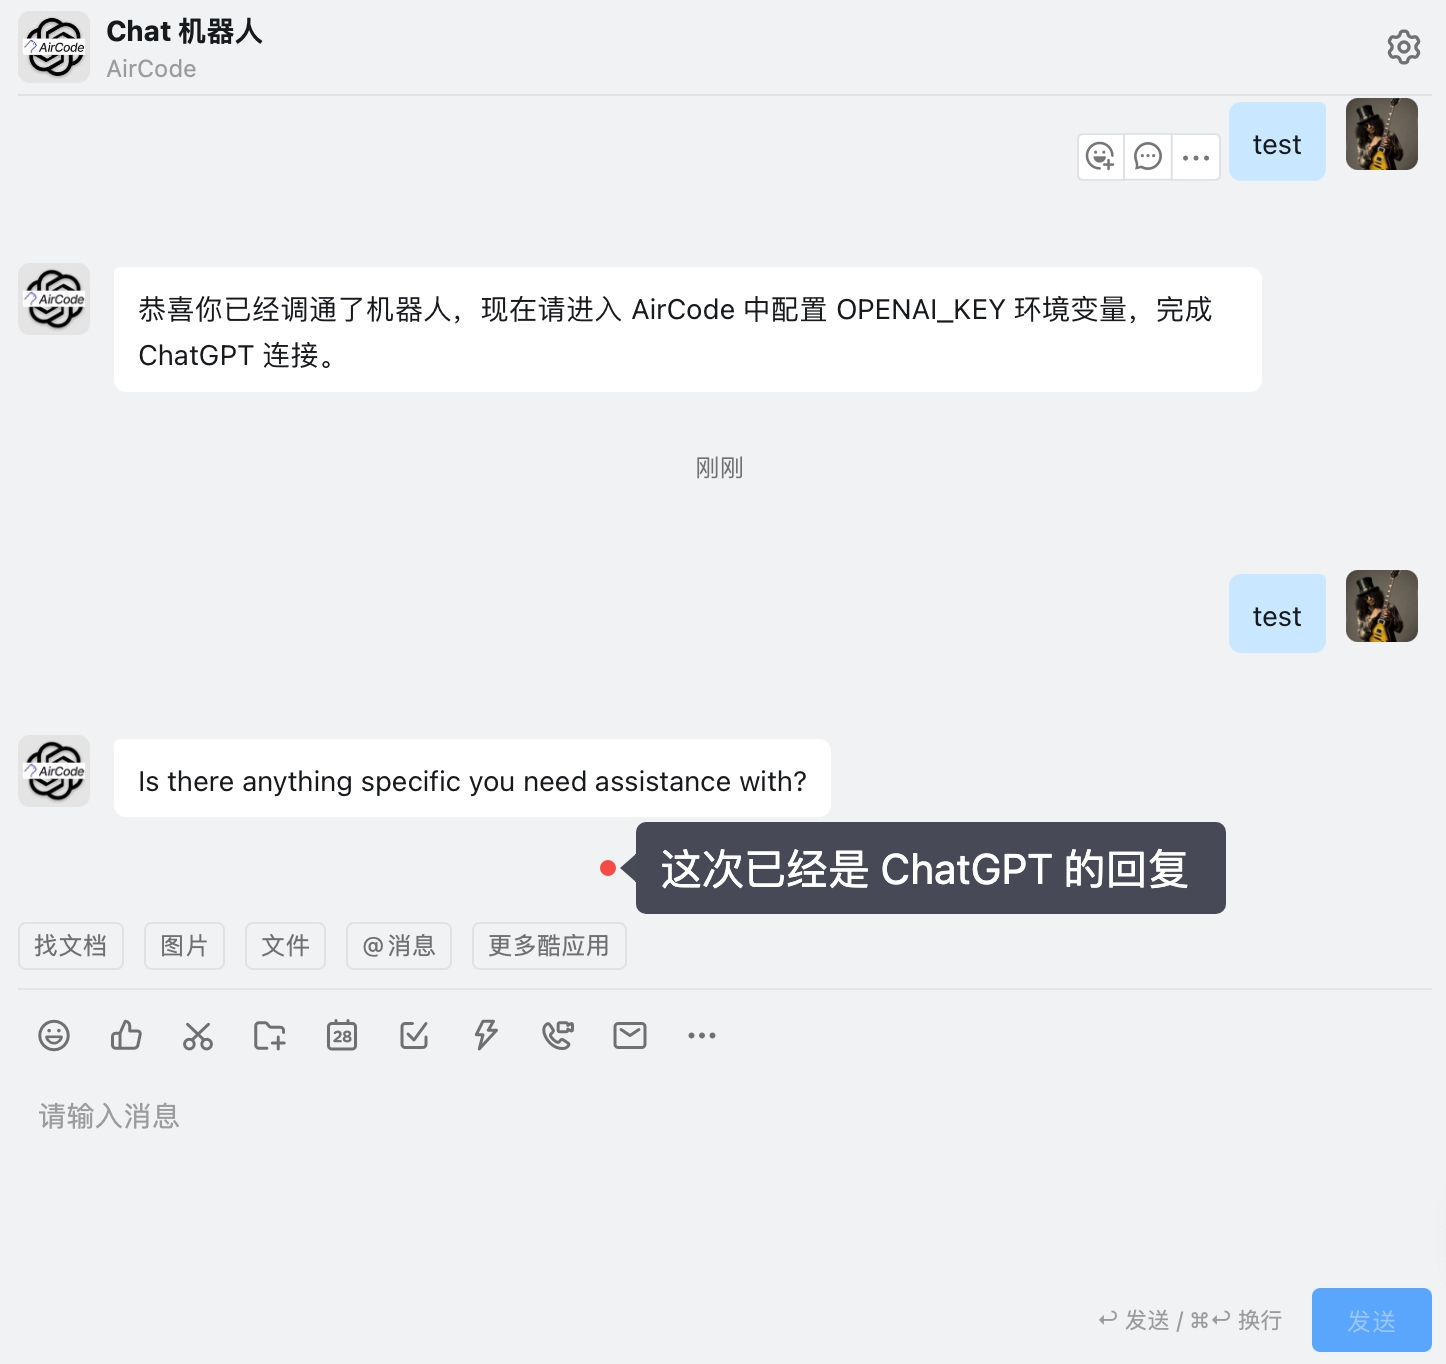 Chat 机器人
AirCode
AirCode
test
AirCode
恭喜你已经调通了机器人，现在请进入 AirCode 中配置 OPENAI_KEY 环境变量，完成
ChatGPT 连接。
刚刚
test
AirCode
Is there anything specific you need assistance with?
这次已经是 ChatGPT 的回复
找文档 图片 文件 @消息 更多酷应用
28
请输入消息
↩ 发送 / ⌘↩ 换行 发送